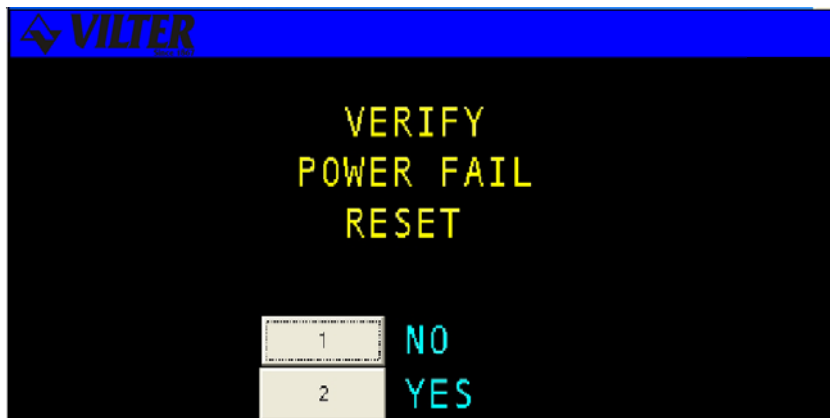 VILTER
VERIFY
POWER FAIL
RESET
1 NO
2 YES